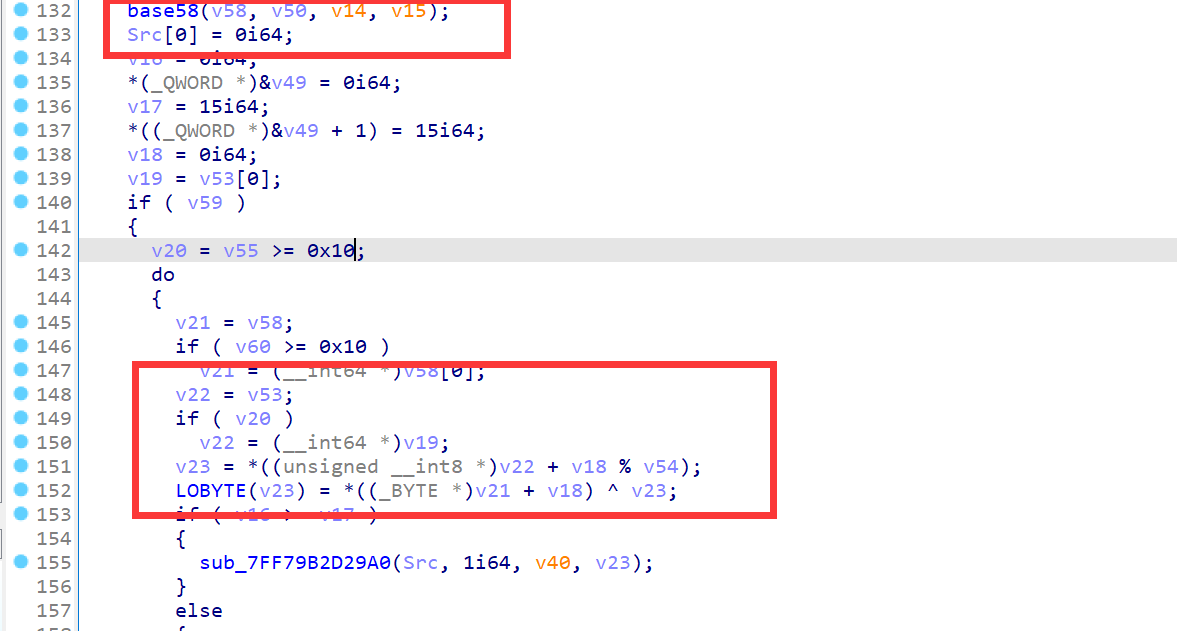 132 base58(v58, v50, v14, v15);
133 Src[0] = 0i64;
134 v16 = 0i64;
135 *(_QWORD *)&v49 = 0i64;
136 v17 = 15i64;
137 *((_QWORD *)&v49 + 1) = 15i64;
138 v18 = 0i64;
139 v19 = v53[0];
140 if ( v59 )
141 {
142 v20 = v55 >= 0x10;
143 do
144 {
145 v21 = v58;
146 if ( v60 >= 0x10 )
147 v21 = (__int64 *)v58[0];
148 v22 = v53;
149 if ( v20 )
150 v22 = (__int64 *)v19;
151 v23 = *((unsigned __int8 *)v22 + v18 % v54);
152 LOBYTE(v23) = *((_BYTE *)v21 + v18) ^ v23;
153 if ( v16 >= v17 )
154 {
155 sub_7FF79B2D29A0(Src, 1i64, v40, v23);
156 }
157 else